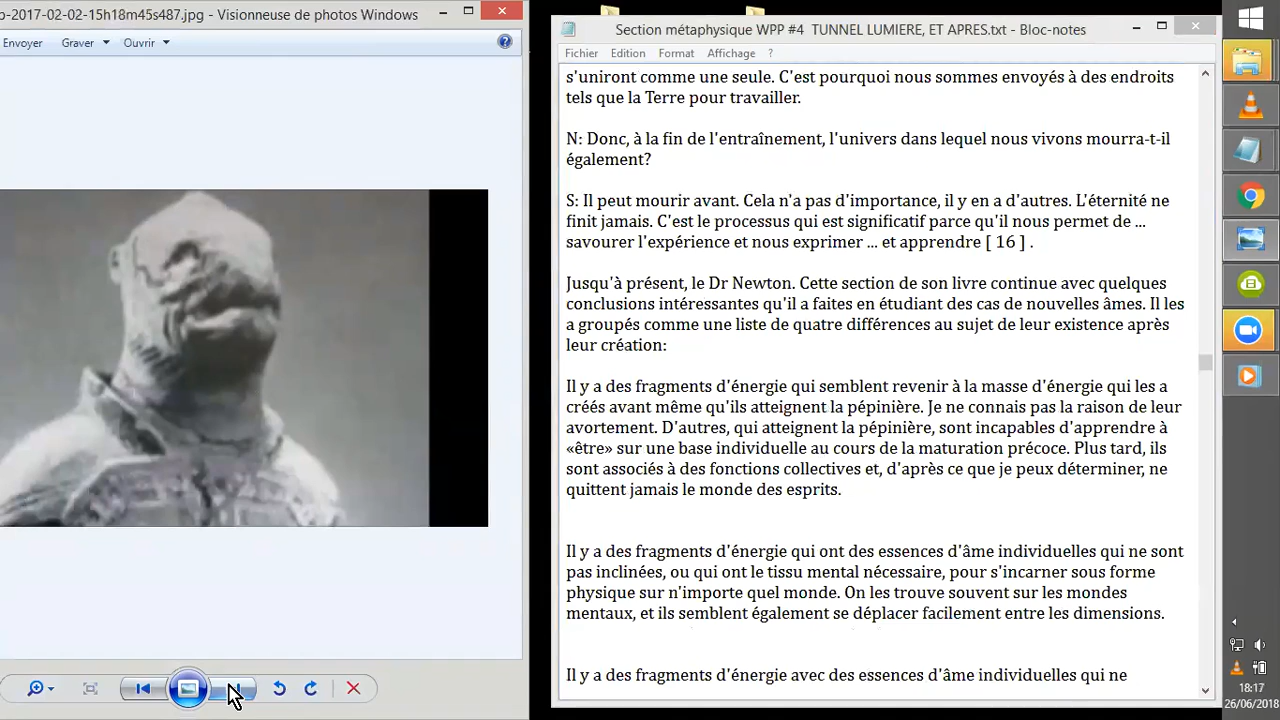 -2017_09-02-15h18m45s487.jpg - Visionneuse de photos Windows
Envoyer Graver Ouvrir
Section métaphysique WPP #4 TUNNEL LUMIERE, ET APRES.txt - Bloc-notes
Fichier Edition Format Affichage ?
s'uniront comme une seule. C'est pourquoi nous sommes envoyés à des endroits
tels que la Terre pour travailler.
N: Donc, à la fin de l'entraînement, l'univers dans lequel nous vivons mourra-t-il
également?
S: Il peut mourir avant. Cela n'a pas d'importance, il y en a d'autres. L'éternité ne
finit jamais. C'est le processus qui est significatif parce qu'il nous permet de ...
savourer l'expérience et nous exprimer ... et apprendre [ 16 ] .
Jusqu'à présent, le Dr Newton. Cette section de son livre continue avec quelques
conclusions intéressantes qu'il a faites en étudiant des cas de nouvelles âmes. Il les
a groupés comme une liste de quatre différences au sujet de leur existence après
leur création:
Il y a des fragments d'énergie qui semblent revenir à la masse d'énergie qui les a
créés avant même qu'ils atteignent la pépinière. Je ne connais pas la raison de leur
avortement. D'autres, qui atteignent la pépinière, sont incapables d'apprendre à
«être» sur une base individuelle au cours de la maturation précoce. Plus tard, ils
sont associés à des fonctions collectives et, d'après ce que je peux déterminer, ne
quittent jamais le monde des esprits.
Il y a des fragments d'énergie qui ont des essences d'âme individuelles qui ne sont
pas inclinées, ou qui ont le tissu mental nécessaire, pour s'incarner sous forme
physique sur n'importe quel monde. On les trouve souvent sur les mondes
mentaux, et ils semblent également se déplacer facilement entre les dimensions.
Il y a des fragments d'énergie avec des essences d'âme individuelles qui ne
18:17
26/06/2018